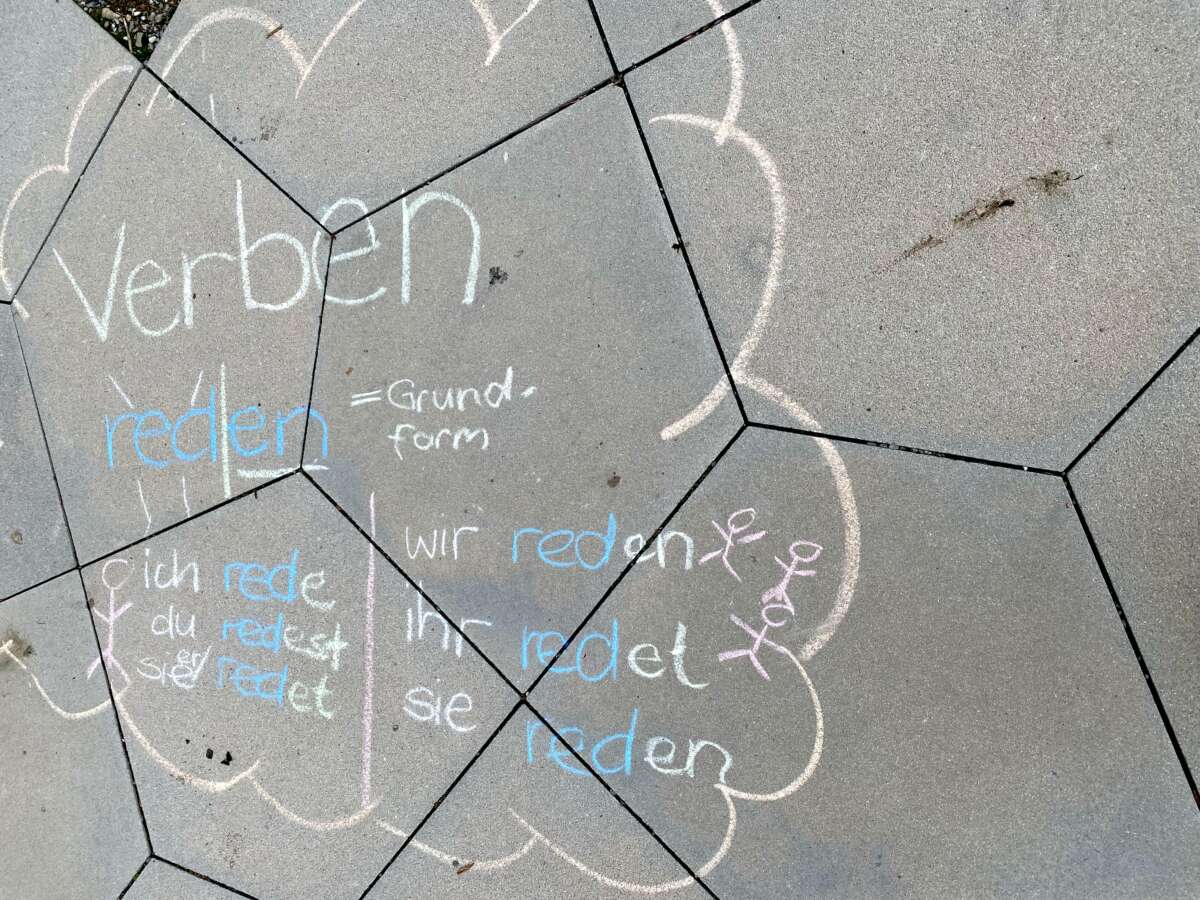 Verben
reden
= Grund-
form
ich rede
du redest
er/
sie redet
wir reden
ihr redet
sie reden